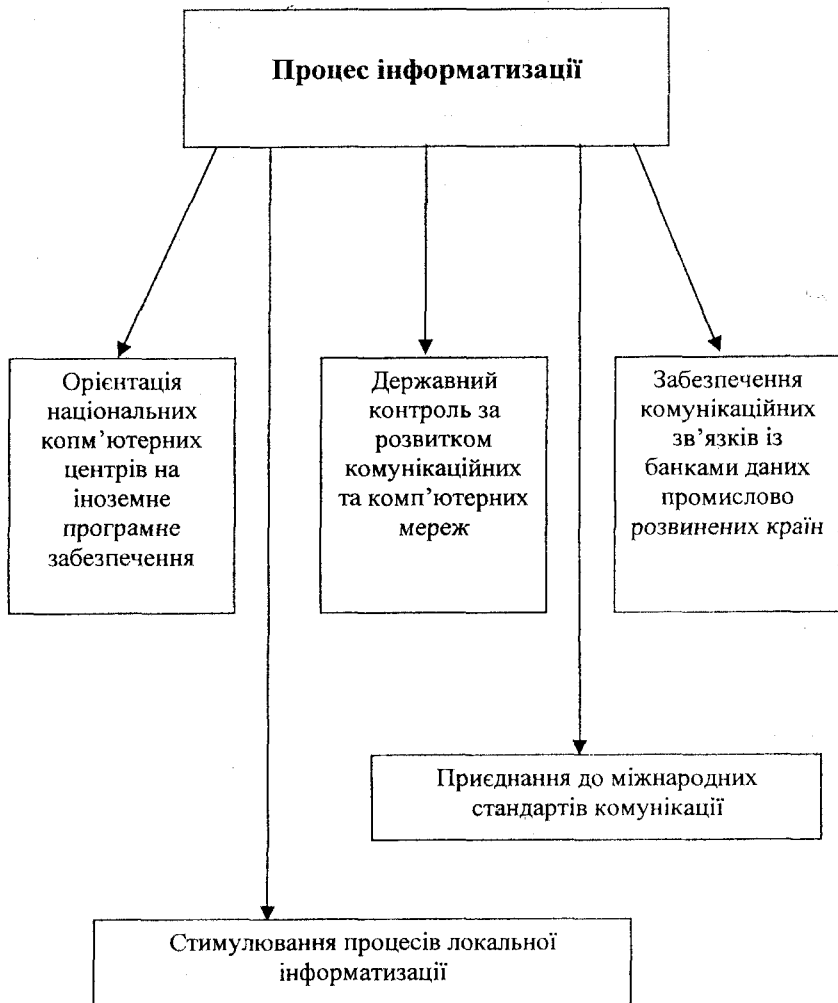 Процес інформатизації
Орієнтація
національних
копм’ютерних
центрів на
іноземне
програмне
забезпечення
Державний
контроль за
розвитком
комунікаційних
та комп’ютерних
мереж
Забезпечення
комунікаційних
зв’язків із
банками даних
промислово
розвинених країн
Приєднання до міжнародних
стандартів комунікації
Стимулювання процесів локальної
інформатизації